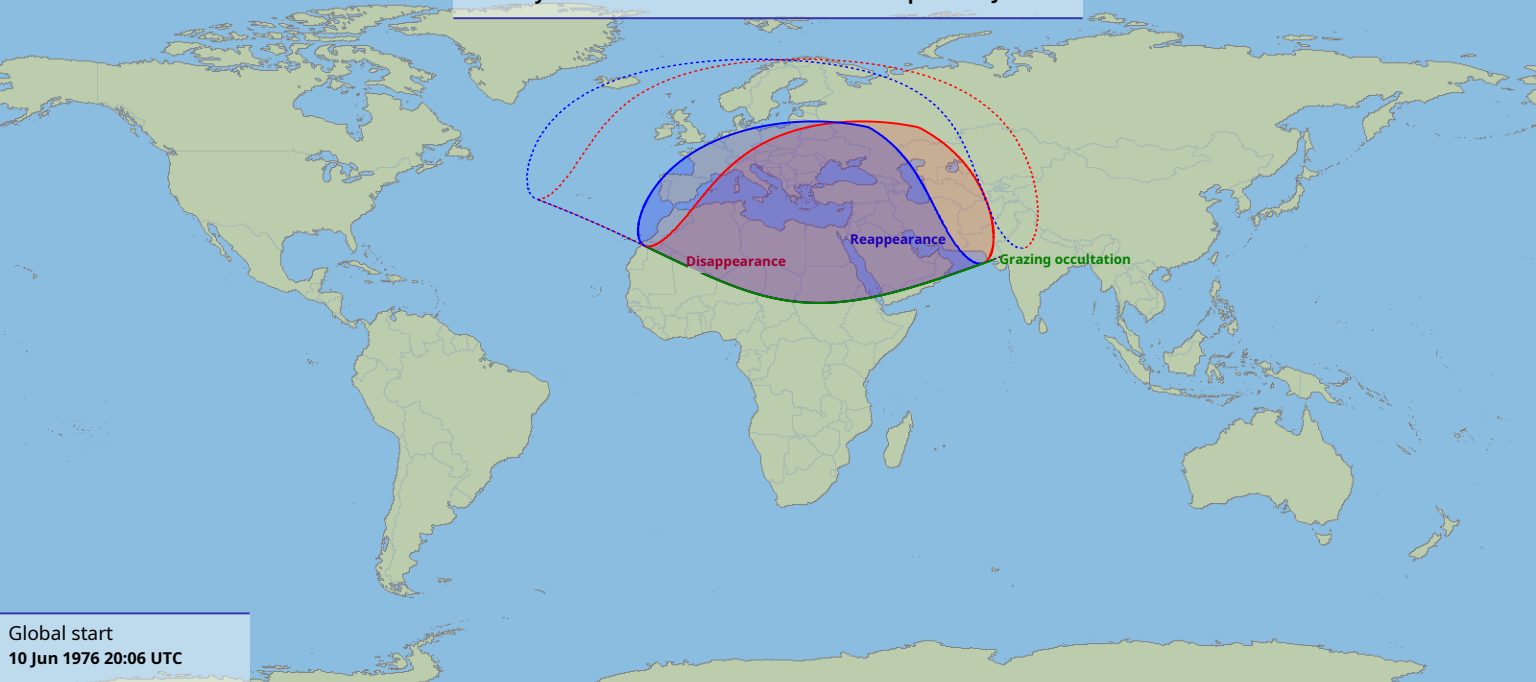 Reappearance
Disappearance
Grazing occultation
Global start
10 Jun 1976 20:06 UTC